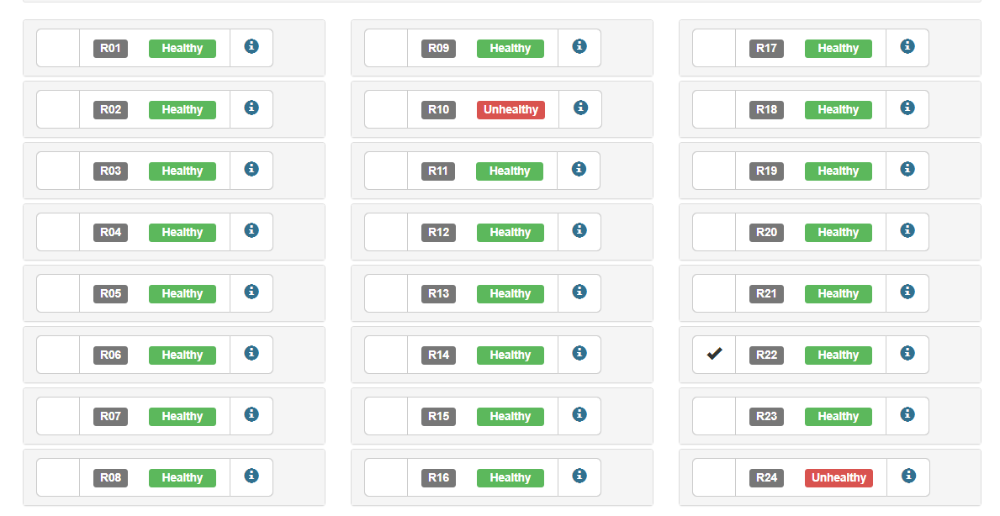 R01 Healthy
R02 Healthy
R03 Healthy
R04 Healthy
R05 Healthy
R06 Healthy
R07 Healthy
R08 Healthy
R09 Healthy
R10 Unhealthy
R11 Healthy
R12 Healthy
R13 Healthy
R14 Healthy
R15 Healthy
R16 Healthy
R17 Healthy
R18 Healthy
R19 Healthy
R20 Healthy
R21 Healthy
R22 Healthy
R23 Healthy
R24 Unhealthy